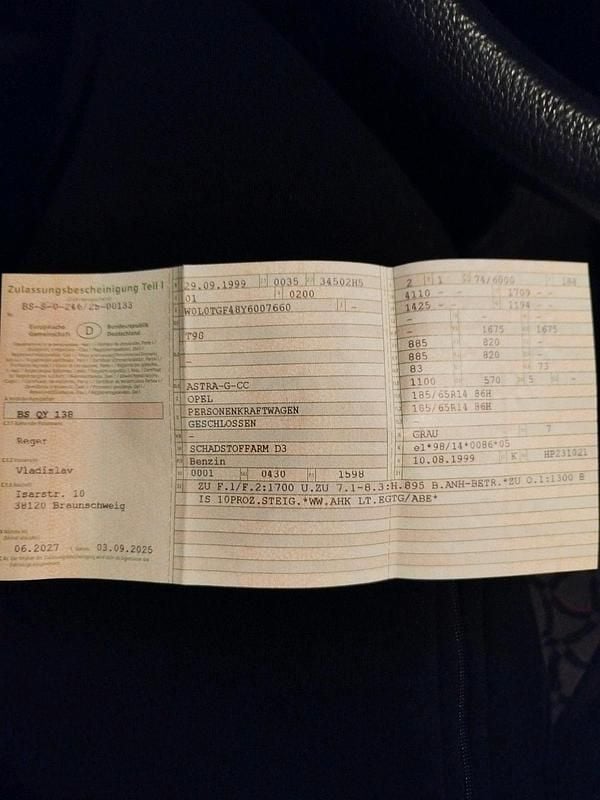 Zulassungsbescheinigung Teil I
BS-S-0-246/25-00133
Europäische Gemeinschaft D Bundesrepublik Deutschland
BS QY 138
Reger
Vladislav
Isarstr. 10
38120 Braunschweig
06.2027 03.09.2025
29.09.1999 0035 34502H5
01 0200
W0L0TGF48Y6007660 -
T98
-
-
ASTRA-G-CC
OPEL
PERSONENKRAFTWAGEN
GESCHLOSSEN
-
SCHADSTOFFARM D3
Benzin
0001 0430 1598
2 1 74/6000 184
4110 - - 1709 - -
1425 - - 1194 - -
- 1675 1675
885 820
885 820
83 - 73
1100 570 5 -
185/65R14 86H
185/65R14 86H
-
GRAU 7
e1*98/14*0086*05
10.08.1999 K HP231021
ZU F.1/F.2:1700 U.ZU 7.1-8.3:H.895 B.ANH-BETR.*ZU O.1:1300 B
IS 10PROZ.STEIG.*WW.AHK LT.EGTG/ABE*